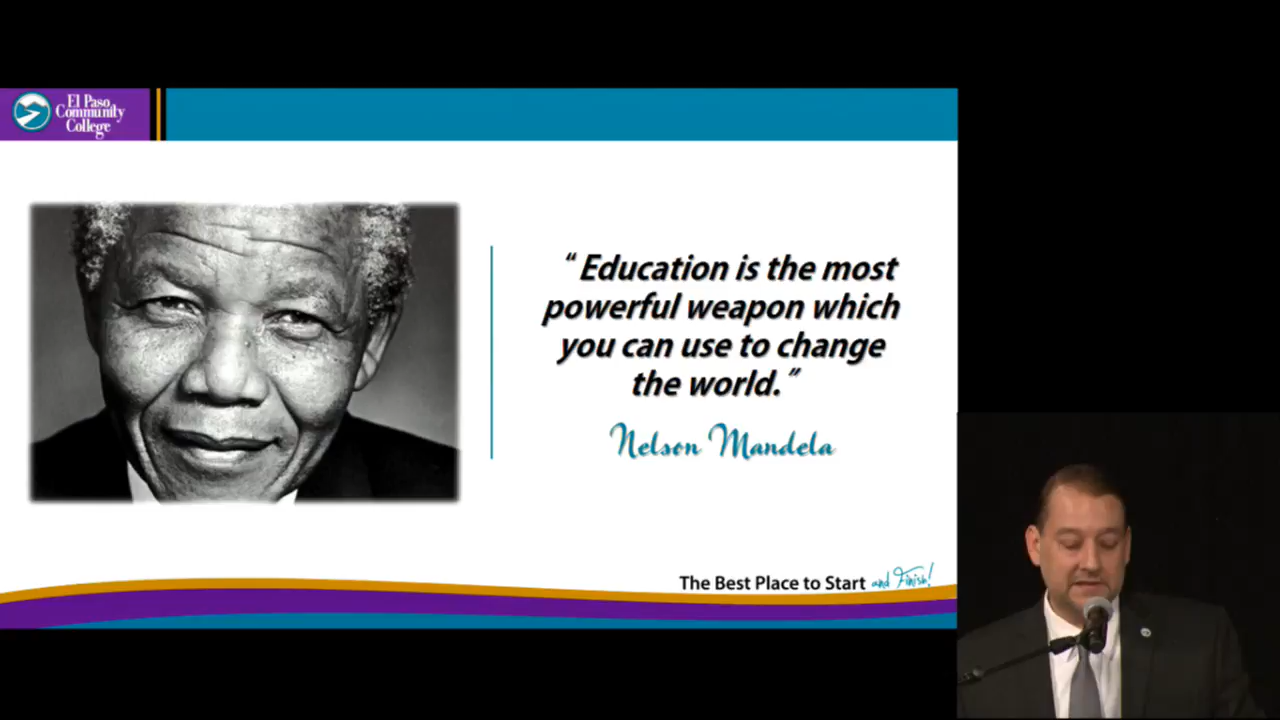 El Paso
Community
College
“Education is the most
powerful weapon which
you can use to change
the world.”
Nelson Mandela
The Best Place to Start and Finish!